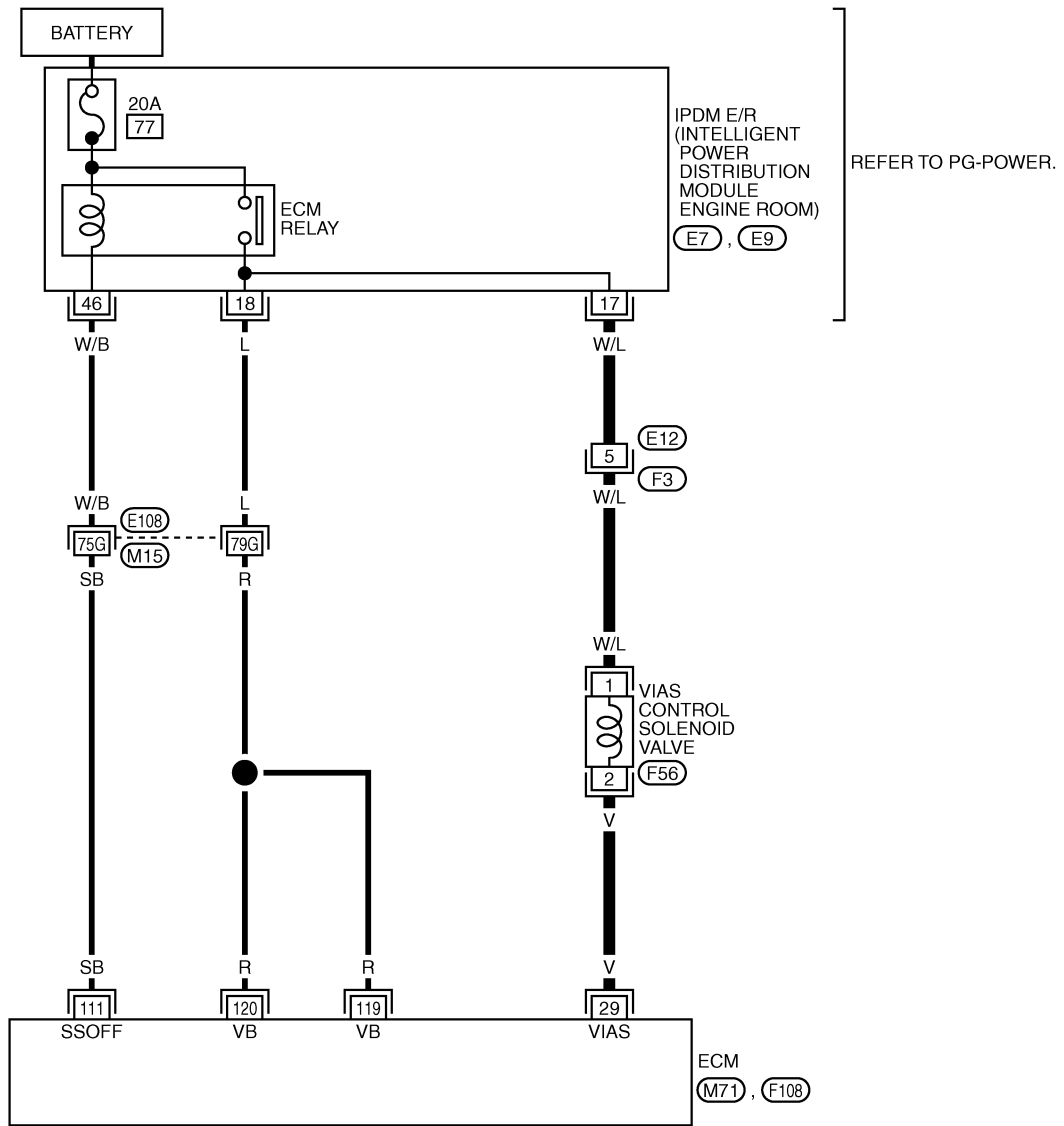 BATTERY
20A
77
IPDM E/R
(INTELLIGENT
POWER
DISTRIBUTION
MODULE
ENGINE ROOM)
E7 , E9
REFER TO PG-POWER.
ECM
RELAY
46
18
17
W/B
L
W/L
5
E12
F3
W/L
W/B
L
75G
E108
M15
79G
SB
R
W/L
1
VIAS
CONTROL
SOLENOID
VALVE
2
F56
V
SB
R
R
V
111
120
119
29
SSOFF
VB
VB
VIAS
ECM
M71 , F108